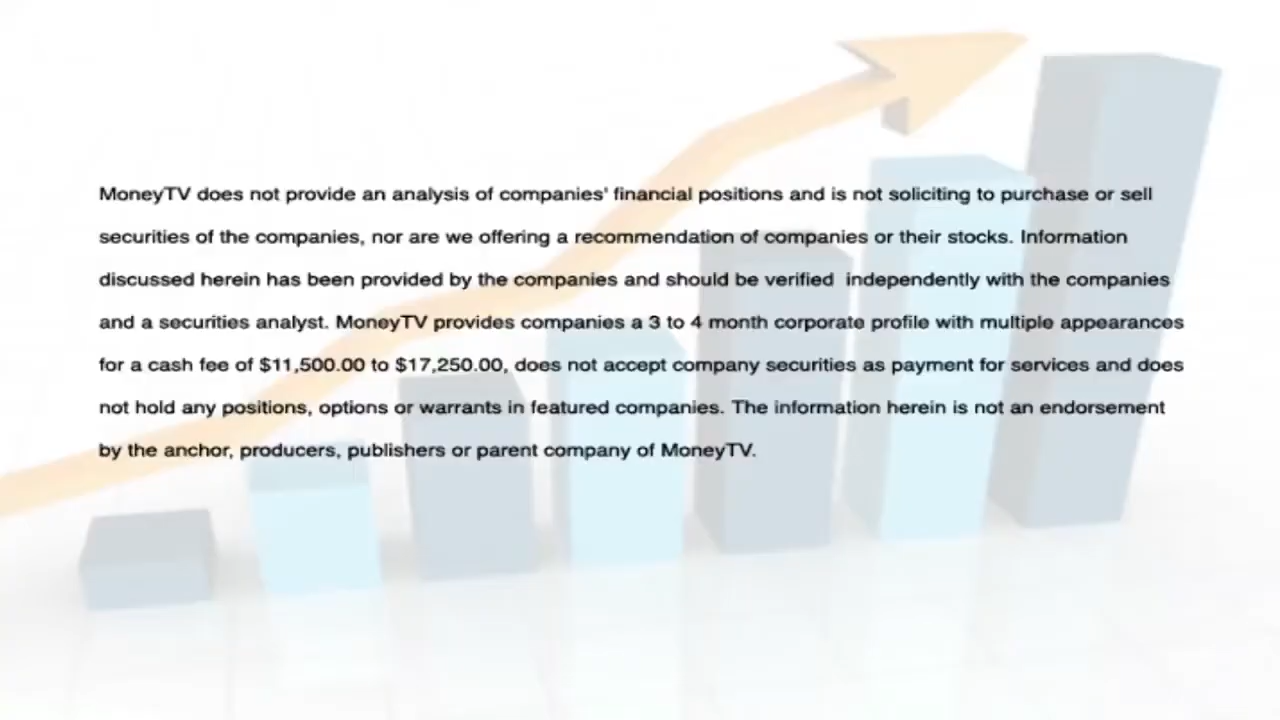 MoneyTV does not provide an analysis of companies' financial positions and is not soliciting to purchase or sell
securities of the companies, nor are we offering a recommendation of companies or their stocks. Information
discussed herein has been provided by the companies and should be verified  independently with the companies
and a securities analyst. MoneyTV provides companies a 3 to 4 month corporate profile with multiple appearances
for a cash fee of $11,500.00 to $17,250.00, does not accept company securities as payment for services and does
not hold any positions, options or warrants in featured companies. The information herein is not an endorsement
by the anchor, producers, publishers or parent company of MoneyTV.